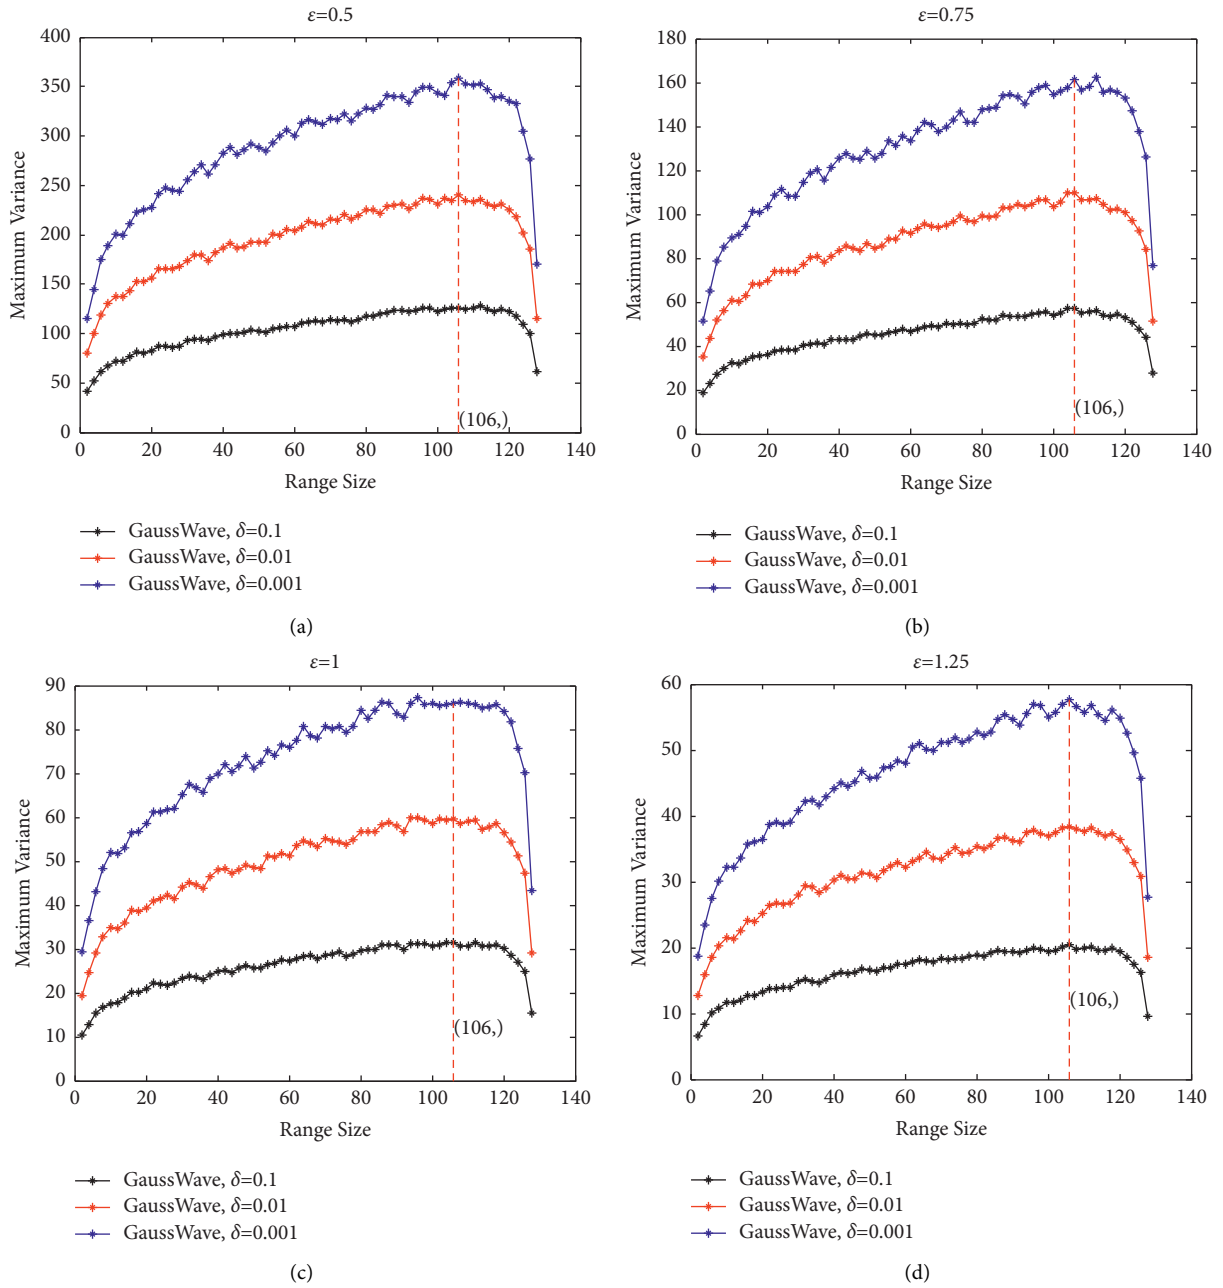 ε=0.5
400
350
300
250
200
150
100
50
0
Maximum Variance
(106,)
0 20 40 60 80 100 120 140
Range Size
GaussWave, δ=0.1
GaussWave, δ=0.01
GaussWave, δ=0.001
(a)
ε=0.75
180
160
140
120
100
80
60
40
20
0
Maximum Variance
(106,)
0 20 40 60 80 100 120 140
Range Size
GaussWave, δ=0.1
GaussWave, δ=0.01
GaussWave, δ=0.001
(b)
ε=1
90
80
70
60
50
40
30
20
10
0
Maximum Variance
(106,)
0 20 40 60 80 100 120 140
Range Size
GaussWave, δ=0.1
GaussWave, δ=0.01
GaussWave, δ=0.001
(c)
ε=1.25
60
50
40
30
20
10
0
Maximum Variance
(106,)
0 20 40 60 80 100 120 140
Range Size
GaussWave, δ=0.1
GaussWave, δ=0.01
GaussWave, δ=0.001
(d)